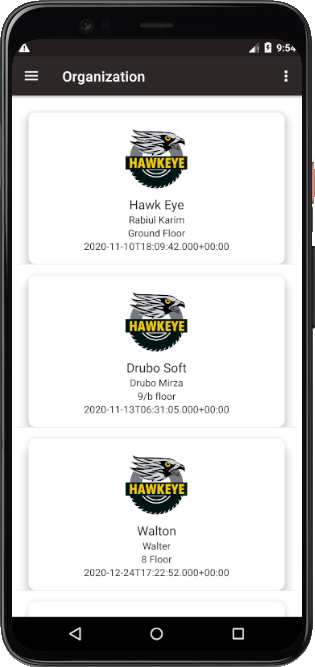 9:54
Organization
HAWKEYE
Hawk Eye
Rabiul Karim
Ground Floor
2020-11-10T18:09:42.000+00:00
HAWKEYE
Drubo Soft
Drubo Mirza
9/b floor
2020-11-13T06:31:05.000+00:00
HAWKEYE
Walton
Walter
8 Floor
2020-12-24T17:22:52.000+00:00